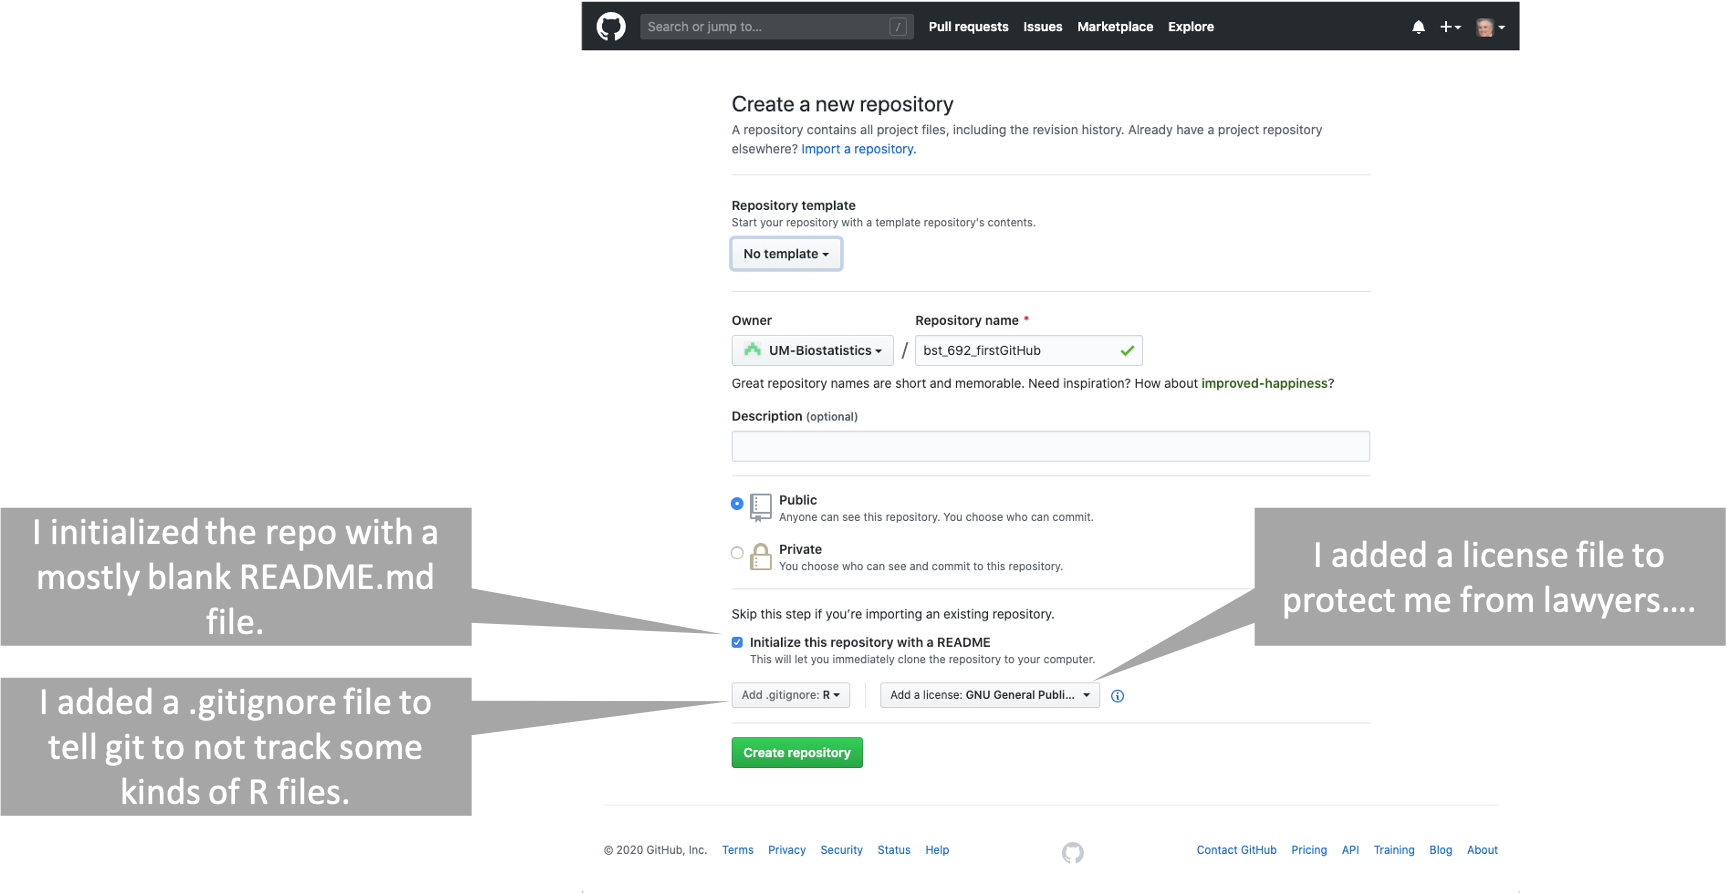 Search or jump to...
/
Pull requests
Issues
Marketplace
Explore
Create a new repository
A repository contains all project files, including the revision history. Already have a project repository
elsewhere? Import a repository.
Repository template
Start your repository with a template repository's contents.
No template
Owner
Repository name *
UM-Biostatistics
/
bst_692_firstGitHub
Great repository names are short and memorable. Need inspiration? How about improved-happiness?
Description (optional)
Public
Anyone can see this repository. You choose who can commit.
Private
You choose who can see and commit to this repository.
Skip this step if you’re importing an existing repository.
Initialize this repository with a README
This will let you immediately clone the repository to your computer.
Add .gitignore: R
Add a license: GNU General Publi...
Create repository
I initialized the repo with a
mostly blank README.md
file.
I added a .gitignore file to
tell git to not track some
kinds of R files.
I added a license file to
protect me from lawyers....
© 2020 GitHub, Inc.
Terms
Privacy
Security
Status
Help
Contact GitHub
Pricing
API
Training
Blog
About